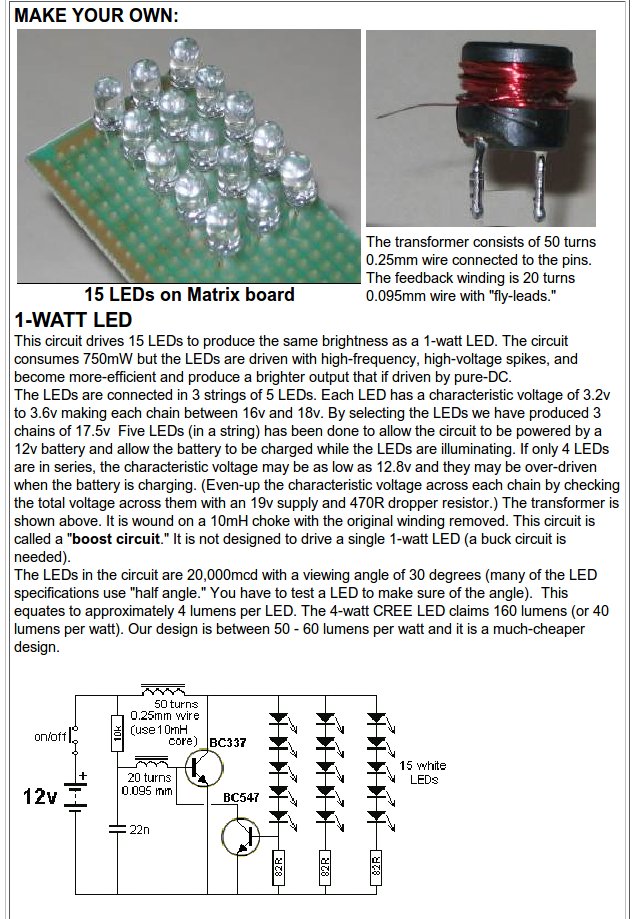 MAKE YOUR OWN:
15 LEDs on Matrix board
The transformer consists of 50 turns
0.25mm wire connected to the pins.
The feedback winding is 20 turns
0.095mm wire with "fly-leads."
1-WATT LED
This circuit drives 15 LEDs to produce the same brightness as a 1-watt LED. The circuit
consumes 750mW but the LEDs are driven with high-frequency, high-voltage spikes, and
become more-efficient and produce a brighter output that if driven by pure-DC.
The LEDs are connected in 3 strings of 5 LEDs. Each LED has a characteristic voltage of 3.2v
to 3.6v making each chain between 16v and 18v. By selecting the LEDs we have produced 3
chains of 17.5v Five LEDs (in a string) has been done to allow the circuit to be powered by a
12v battery and allow the battery to be charged while the LEDs are illuminating. If only 4 LEDs
are in series, the characteristic voltage may be as low as 12.8v and they may be over-driven
when the battery is charging. (Even-up the characteristic voltage across each chain by checking
the total voltage across them with an 19v supply and 470R dropper resistor.) The transformer is
shown above. It is wound on a 10mH choke with the original winding removed. This circuit is
called a "boost circuit." It is not designed to drive a single 1-watt LED (a buck circuit is
needed).
The LEDs in the circuit are 20,000mcd with a viewing angle of 30 degrees (many of the LED
specifications use "half angle." You have to test a LED to make sure of the angle). This
equates to approximately 4 lumens per LED. The 4-watt CREE LED claims 160 lumens (or 40
lumens per watt). Our design is between 50 - 60 lumens per watt and it is a much-cheaper
design.
50 turns
0.25mm wire
(use10mH
core)
on/off
10k
BC337
20 turns
0.095 mm
15 white
LEDs
+
12v
BC547
22n
82R
82R
82R